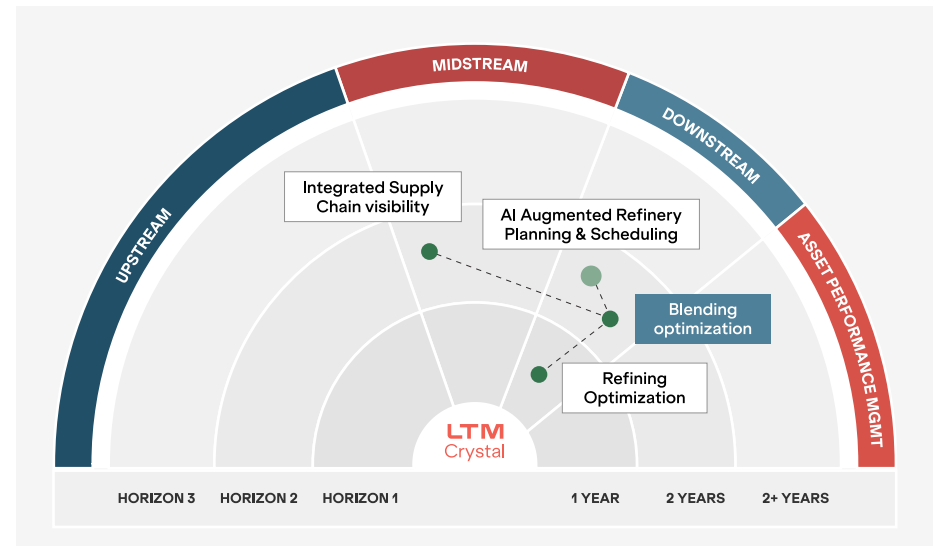 MIDSTREAM
DOWNSTREAM
UPSTREAM
ASSET PERFORMANCE MGMT
Integrated Supply
Chain visibility
AI Augmented Refinery
Planning & Scheduling
Blending
optimization
Refining
Optimization
LTM
Crystal
HORIZON 3
HORIZON 2
HORIZON 1
1 YEAR
2 YEARS
2+ YEARS